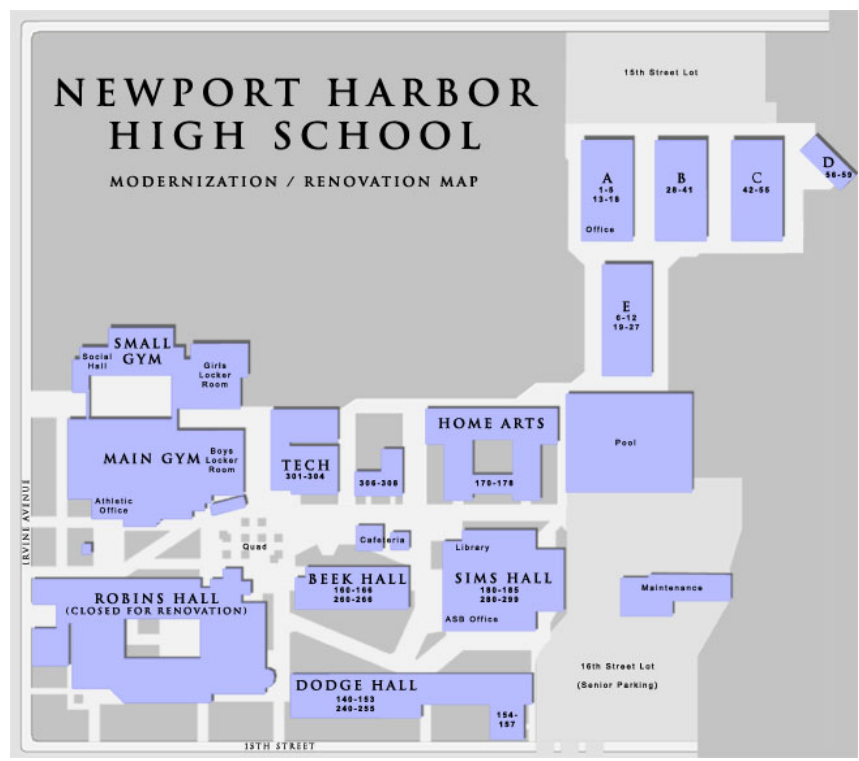 NEWPORT HARBOR
HIGH SCHOOL
MODERNIZATION / RENOVATION MAP
15th Street Lot
A
1-5
13-18
Office
B
28-41
C
42-55
D
56-59
E
6-12
19-27
SMALL
GYM
Social
Hall
Girls
Locker
Room
MAIN GYM
Boys
Locker
Room
Athletic
Office
TECH
301-304
306-308
HOME ARTS
170-178
Pool
IRVINE AVENUE
Quad
Cafeteria
Library
SIMS HALL
180-185
280-299
ASB Office
BEEK HALL
160-166
260-266
ROBINS HALL
(CLOSED FOR RENOVATION)
Maintenance
16th Street Lot
(Senior Parking)
DODGE HALL
140-153
240-255
154-
157
15TH STREET